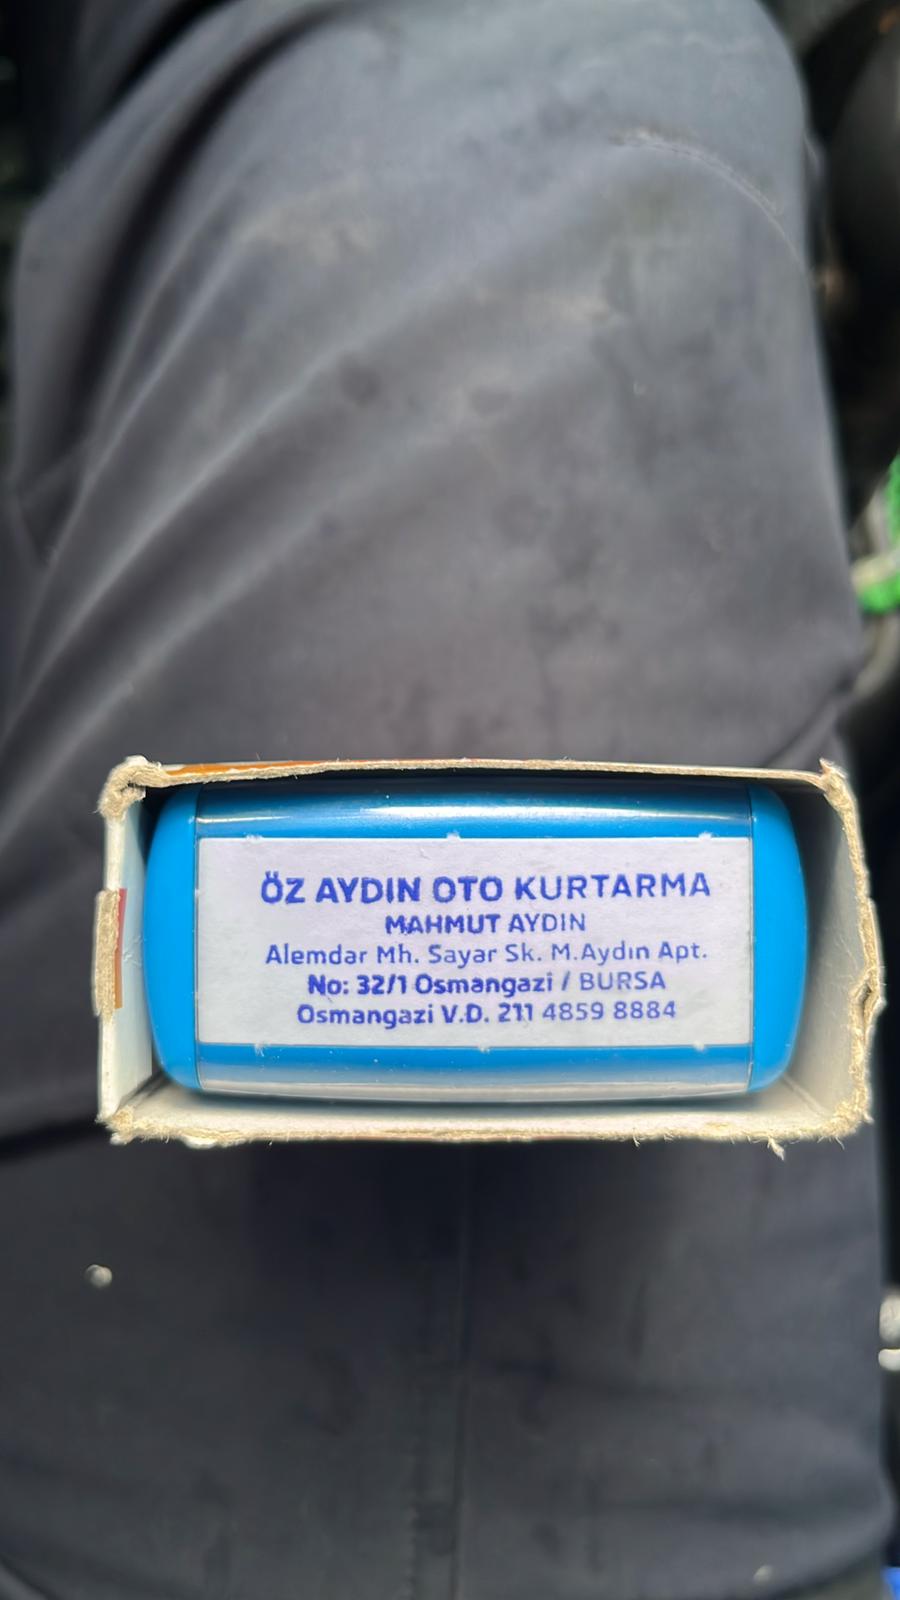 ÖZ AYDIN OTO KURTARMA
MAHMUT AYDIN
Alemdar Mh. Sayar Sk. M.Aydın Apt.
No: 32/1 Osmangazi / BURSA
Osmangazi V.D. 211 4859 8884